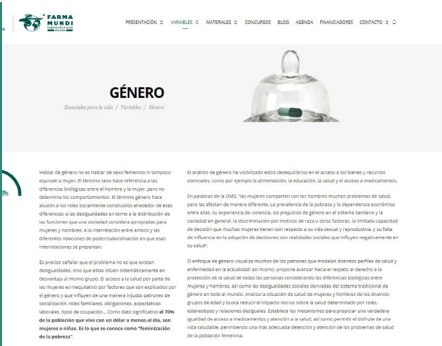 FARMA
MUNDI
PRESENTACIÓN
VARIABLES
MATERIALES
CONCURSOS
BLOG
AGENDA
FINANCIADORES
CONTACTO
GÉNERO
Esenciales para la vida / Variables / Género
Hablar de género no es hablar de sexo femenino ni tampoco
equivale a mujer. El término sexo hace referencia a las
diferencias biológicas entre el hombre y la mujer, pero no
determina los comportamientos. El término género hace
alusión a los roles socialmente construidos alrededor de esas
diferencias: a las desigualdades en torno a la distribución de
las funciones que una sociedad considera apropiadas para
mujeres y hombres; a la interrelación entre ambos y las
diferentes relaciones de poder/subordinación en que esas
interrelaciones se presentan.
Es preciso señalar que el problema no es que existan
desigualdades, sino que estas sitúen sistemáticamente en
desventaja al mismo grupo. El acceso a la salud por parte de
las mujeres es inequitativo por factores que son explicados por
el género y que influyen de una manera injusta: patrones de
socialización, roles familiares, obligaciones, expectativas
laborales, tipos de ocupación... Como dato significativo el 70%
de la población que vive con un dólar o menos al día, son
mujeres o niñas. Es lo que se conoce como "feminización
de la pobreza".
El análisis de género ha visibilizado estos desequilibrios en el acceso a los bienes y recursos
esenciales, como por ejemplo la alimentación, la educación, la salud y el acceso a medicamentos.
En palabras de la OMS, "las mujeres comparten con los hombres muchos problemas de salud,
pero las afectan de manera diferente. La prevalencia de la pobreza y la dependencia económica
entre ellas, su experiencia de violencia, los prejuicios de género en el sistema sanitario y la
sociedad en general, la discriminación por motivos de raza u otros factores, la limitada capacidad
de decisión que muchas mujeres tienen con respecto a su vida sexual y reproductiva, y su falta
de influencia en la adopción de decisiones son realidades sociales que influyen negativamente en
su salud".
El enfoque de género visualiza muchos de los patrones que modelan distintos perfiles de salud y
enfermedad en la actualidad; así mismo, propone avanzar hacia el respeto al derecho a la
protección de la salud de todas las personas considerando las diferencias biológicas entre
mujeres y hombres, así como las desigualdades sociales derivadas del sistema tradicional de
género en todo el mundo. Analiza la situación de salud de mujeres y hombres de los diversos
grupos de edad y busca reducir el impacto nocivo sobre la salud determinado por roles,
estereotipos y relaciones desiguales. Establece los mecanismos para propiciar una verdadera
igualdad de acceso a medicamentos y atención a la salud, así como permitir el disfrute de una
vida saludable, permitiendo una más adecuada detección y atención de los problemas de salud
de la población femenina.